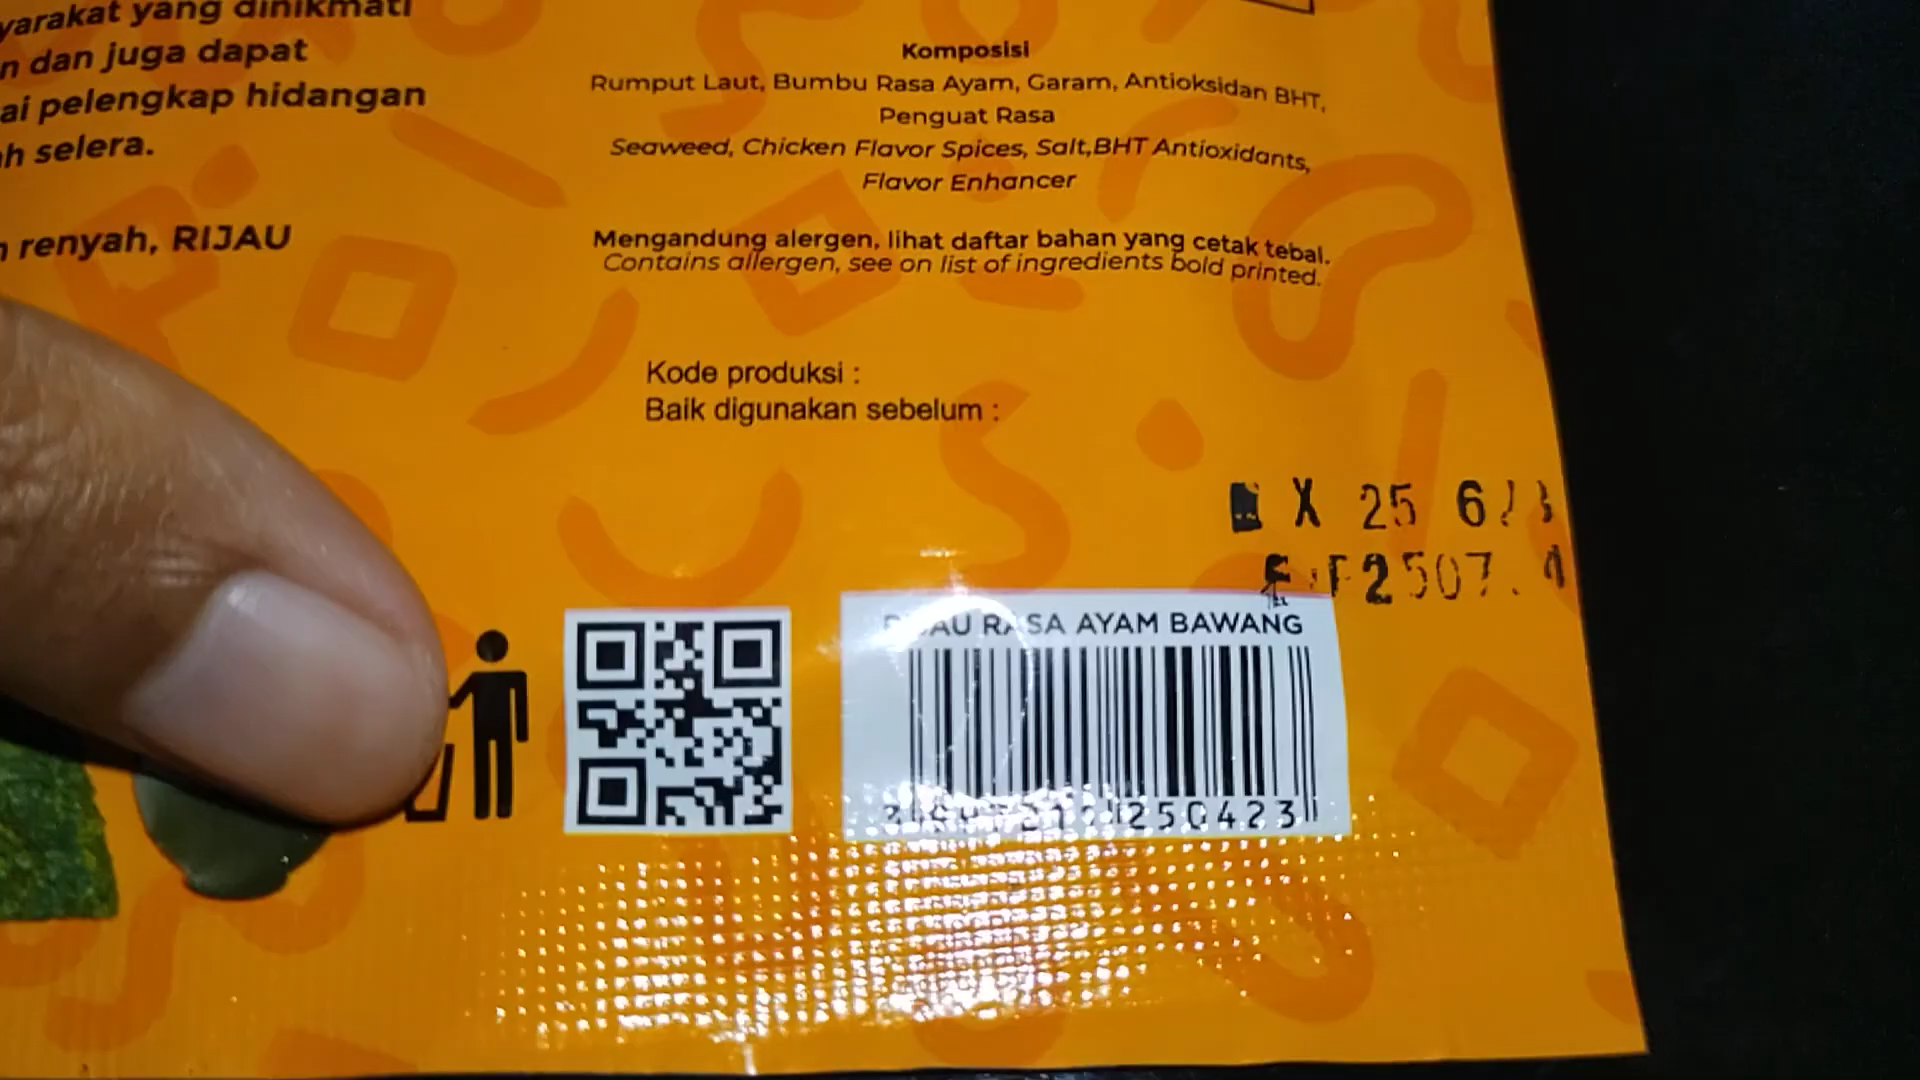 yarakat yang dinikmati
n dan juga dapat
ai pelengkap hidangan
h selera.
renyah, RIJAU
Komposisi
Rumput Laut, Bumbu Rasa Ayam, Garam, Antioksidan BHT,
Penguat Rasa
Seaweed, Chicken Flavor Spices, Salt,BHT Antioxidants,
Flavor Enhancer
Mengandung alergen, lihat daftar bahan yang cetak tebal.
Contains allergen, see on list of ingredients bold printed.
Kode produksi :
Baik digunakan sebelum :
X 25
RASA AYAM BAWANG
250423